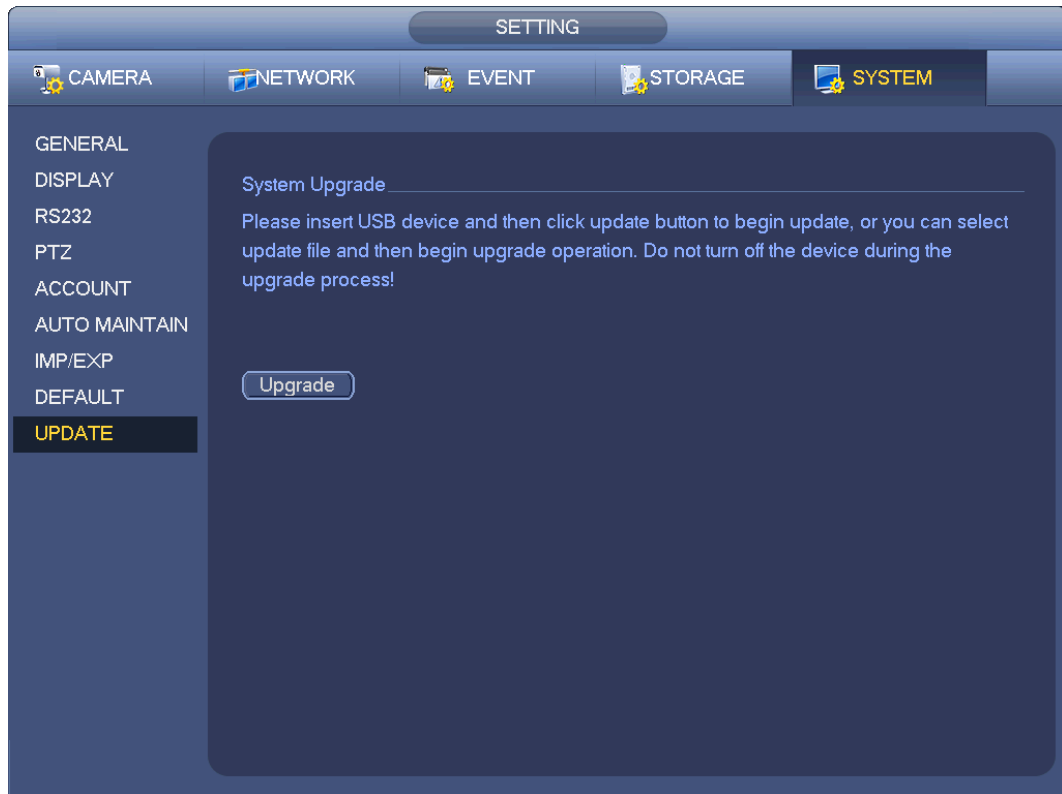 SETTING
CAMERA NETWORK EVENT STORAGE SYSTEM
GENERAL
DISPLAY
RS232
PTZ
ACCOUNT
AUTO MAINTAIN
IMP/EXP
DEFAULT
UPDATE
System Upgrade
Please insert USB device and then click update button to begin update, or you can select
update file and then begin upgrade operation. Do not turn off the device during the
upgrade process!
Upgrade